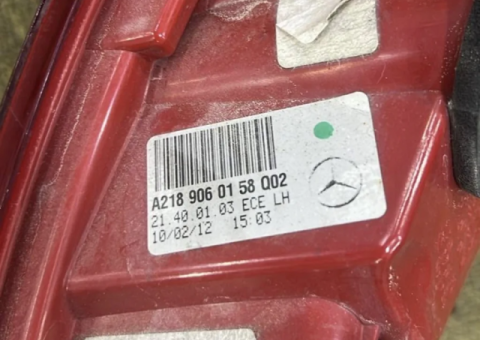 A218 906 01 58 Q02
21.40.01.03 ECE LH
10/02/12 15:03